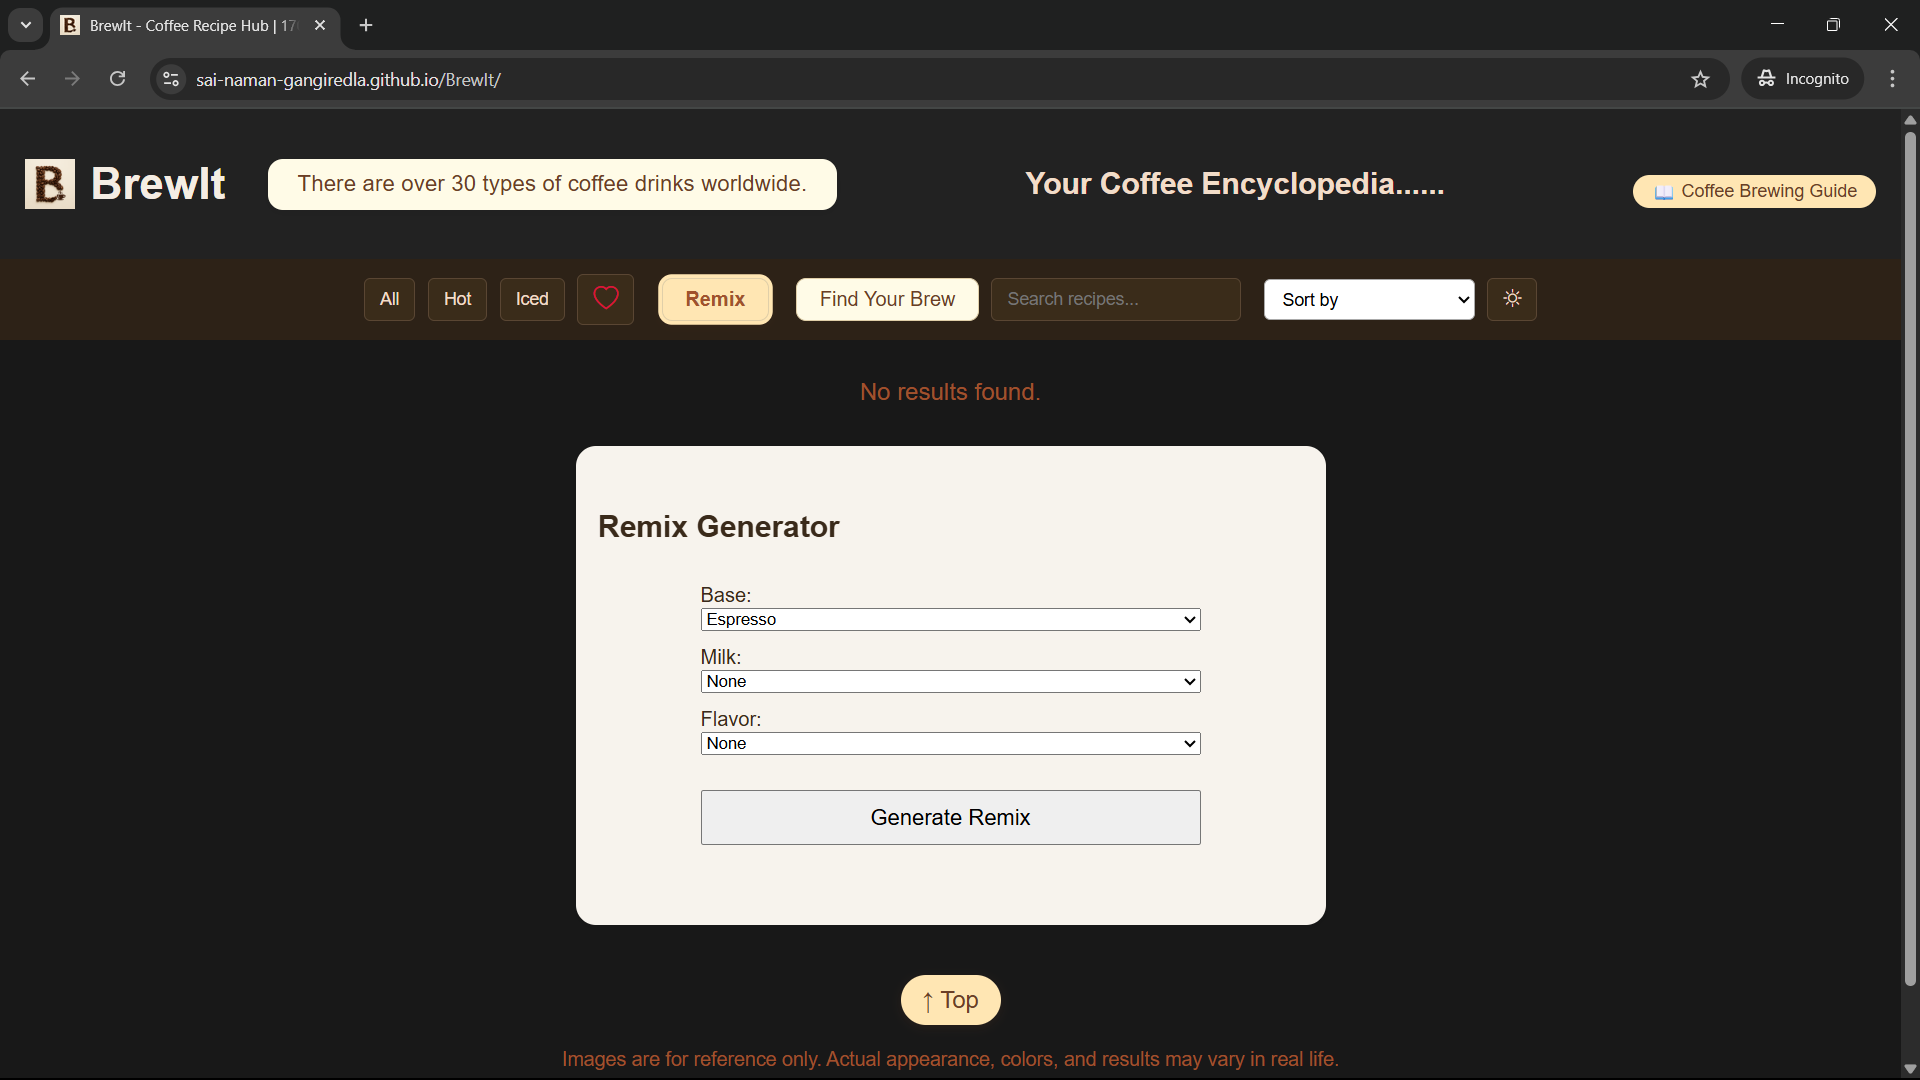 BrewIt - Coffee Recipe Hub | 17
sai-naman-gangiredla.github.io/BrewIt/
Incognito
B
BrewIt
There are over 30 types of coffee drinks worldwide.
Your Coffee Encyclopedia......
📖 Coffee Brewing Guide
All
Hot
Iced
Remix
Find Your Brew
Search recipes...
Sort by
No results found.
Remix Generator
Base:
Espresso
Milk:
None
Flavor:
None
Generate Remix
↑ Top
Images are for reference only. Actual appearance, colors, and results may vary in real life.